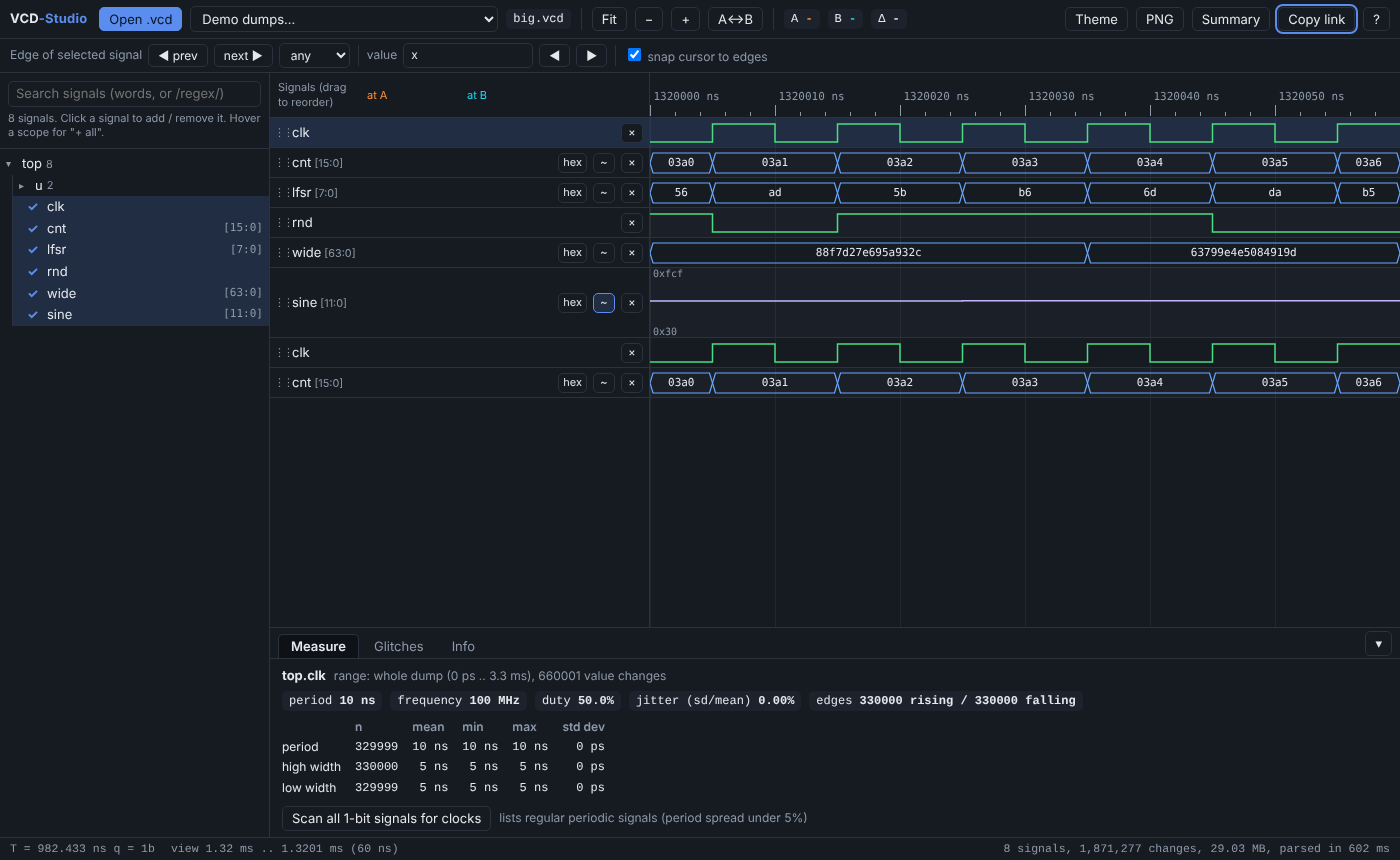 VCD-Studio Open .vcd Demo dumps... big.vcd Fit − + A↔B A - B - Δ - Theme PNG Summary Copy link ?
Edge of selected signal ◀ prev next ▶ any value x ◀ ▶ snap cursor to edges
Search signals (words, or /regex/)
8 signals. Click a signal to add / remove it. Hover
a scope for "+ all".
▾ top 8
▸ u 2
clk
cnt [15:0]
lfsr [7:0]
rnd
wide [63:0]
sine [11:0]
Signals (drag
to reorder)
at A at B
1320000 ns 1320010 ns 1320020 ns 1320030 ns 1320040 ns 1320050 ns
clk ×
cnt [15:0] hex ~ × 03a0 03a1 03a2 03a3 03a4 03a5 03a6
lfsr [7:0] hex ~ × 56 ad 5b b6 6d da b5
rnd ×
wide [63:0] hex ~ × 88f7d27e695a932c 63799e4e5084919d
0xfcf
sine [11:0] hex ~ ×
0x30
clk ×
cnt [15:0] hex ~ × 03a0 03a1 03a2 03a3 03a4 03a5 03a6
Measure Glitches Info ▼
top.clk range: whole dump (0 ps .. 3.3 ms), 660001 value changes
period 10 ns frequency 100 MHz duty 50.0% jitter (sd/mean) 0.00% edges 330000 rising / 330000 falling
n mean min max std dev
period 329999 10 ns 10 ns 10 ns 0 ps
high width 330000 5 ns 5 ns 5 ns 0 ps
low width 329999 5 ns 5 ns 5 ns 0 ps
Scan all 1-bit signals for clocks lists regular periodic signals (period spread under 5%)
T = 982.433 ns q = 1b view 1.32 ms .. 1.3201 ms (60 ns) 8 signals, 1,871,277 changes, 29.03 MB, parsed in 602 ms